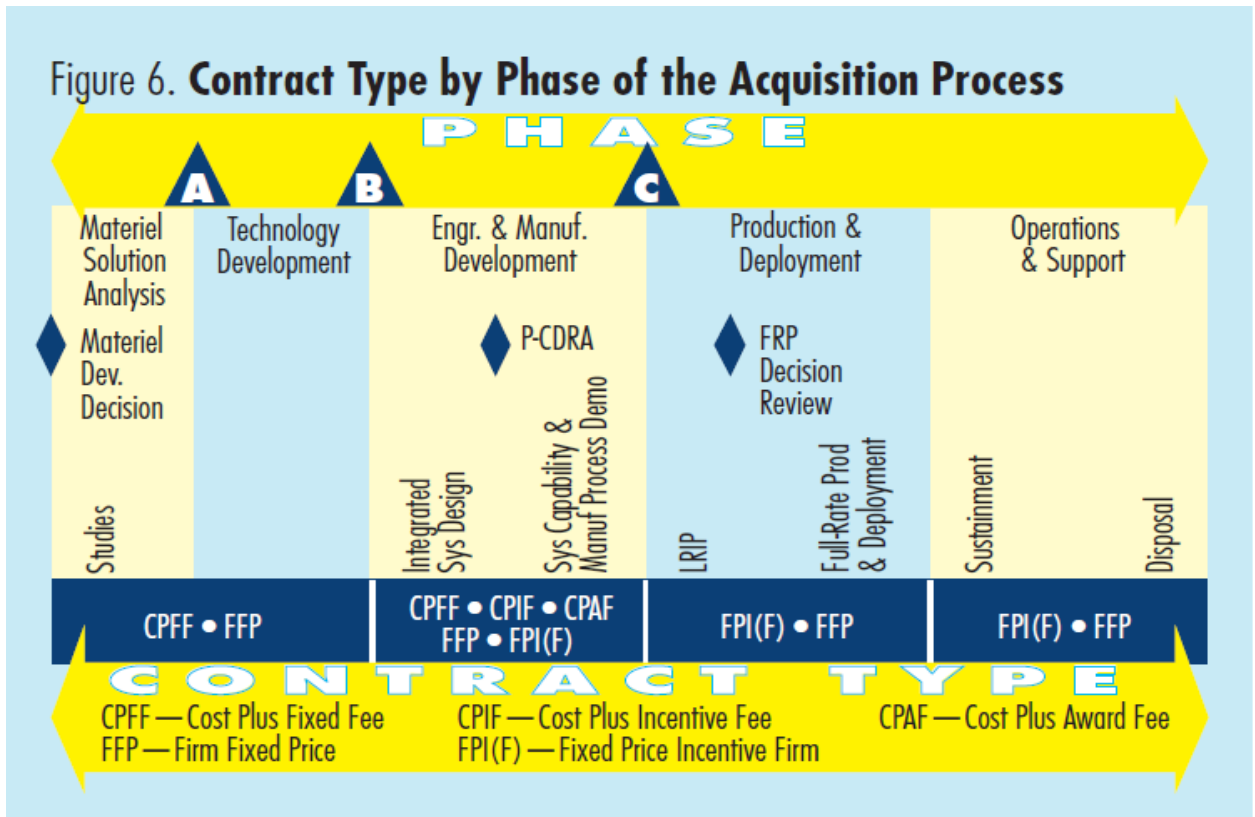 Figure 6. Contract Type by Phase of the Acquisition Process
PHASE
A
B
C
Materiel
Solution
Analysis
Technology
Development
Engr. & Manuf.
Development
Production &
Deployment
Operations
& Support
Materiel
Dev.
Decision
P-CDRA
FRP
Decision
Review
Studies
Integrated
Sys Design
Sys Capability &
Manuf Process Demo
LRIP
Full-Rate Prod
& Deployment
Sustainment
Disposal
CPFF • FFP
CPFF • CPIF • CPAF
FFP • FPI(F)
FPI(F) • FFP
FPI(F) • FFP
CONTRACT TYPE
CPFF — Cost Plus Fixed Fee
FFP — Firm Fixed Price
CPIF — Cost Plus Incentive Fee
FPI(F) — Fixed Price Incentive Firm
CPAF — Cost Plus Award Fee